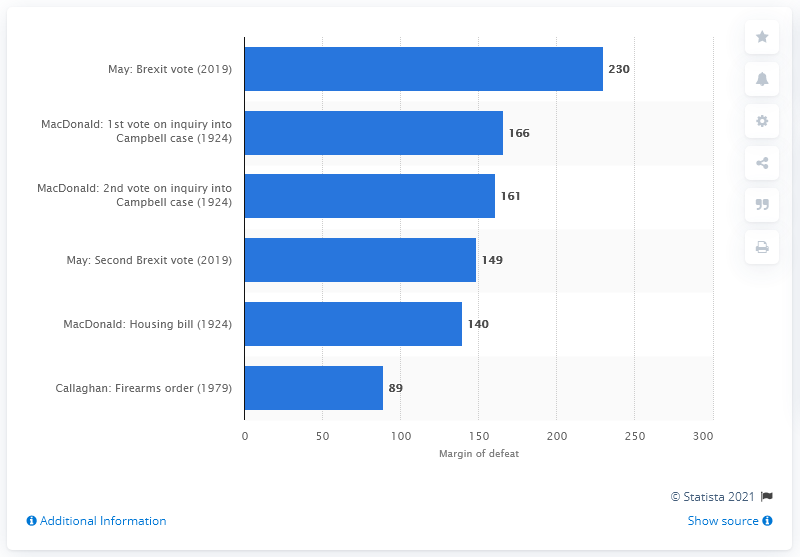 May: Brexit vote (2019)
230
MacDonald: 1st vote on inquiry into
Campbell case (1924)
166
MacDonald: 2nd vote on inquiry into
Campbell case (1924)
161
May: Second Brexit vote (2019)
149
MacDonald: Housing bill (1924)
140
Callaghan: Firearms order (1979)
89
0 50 100 150 200 250 300
Margin of defeat
© Statista 2021
Additional Information
Show source